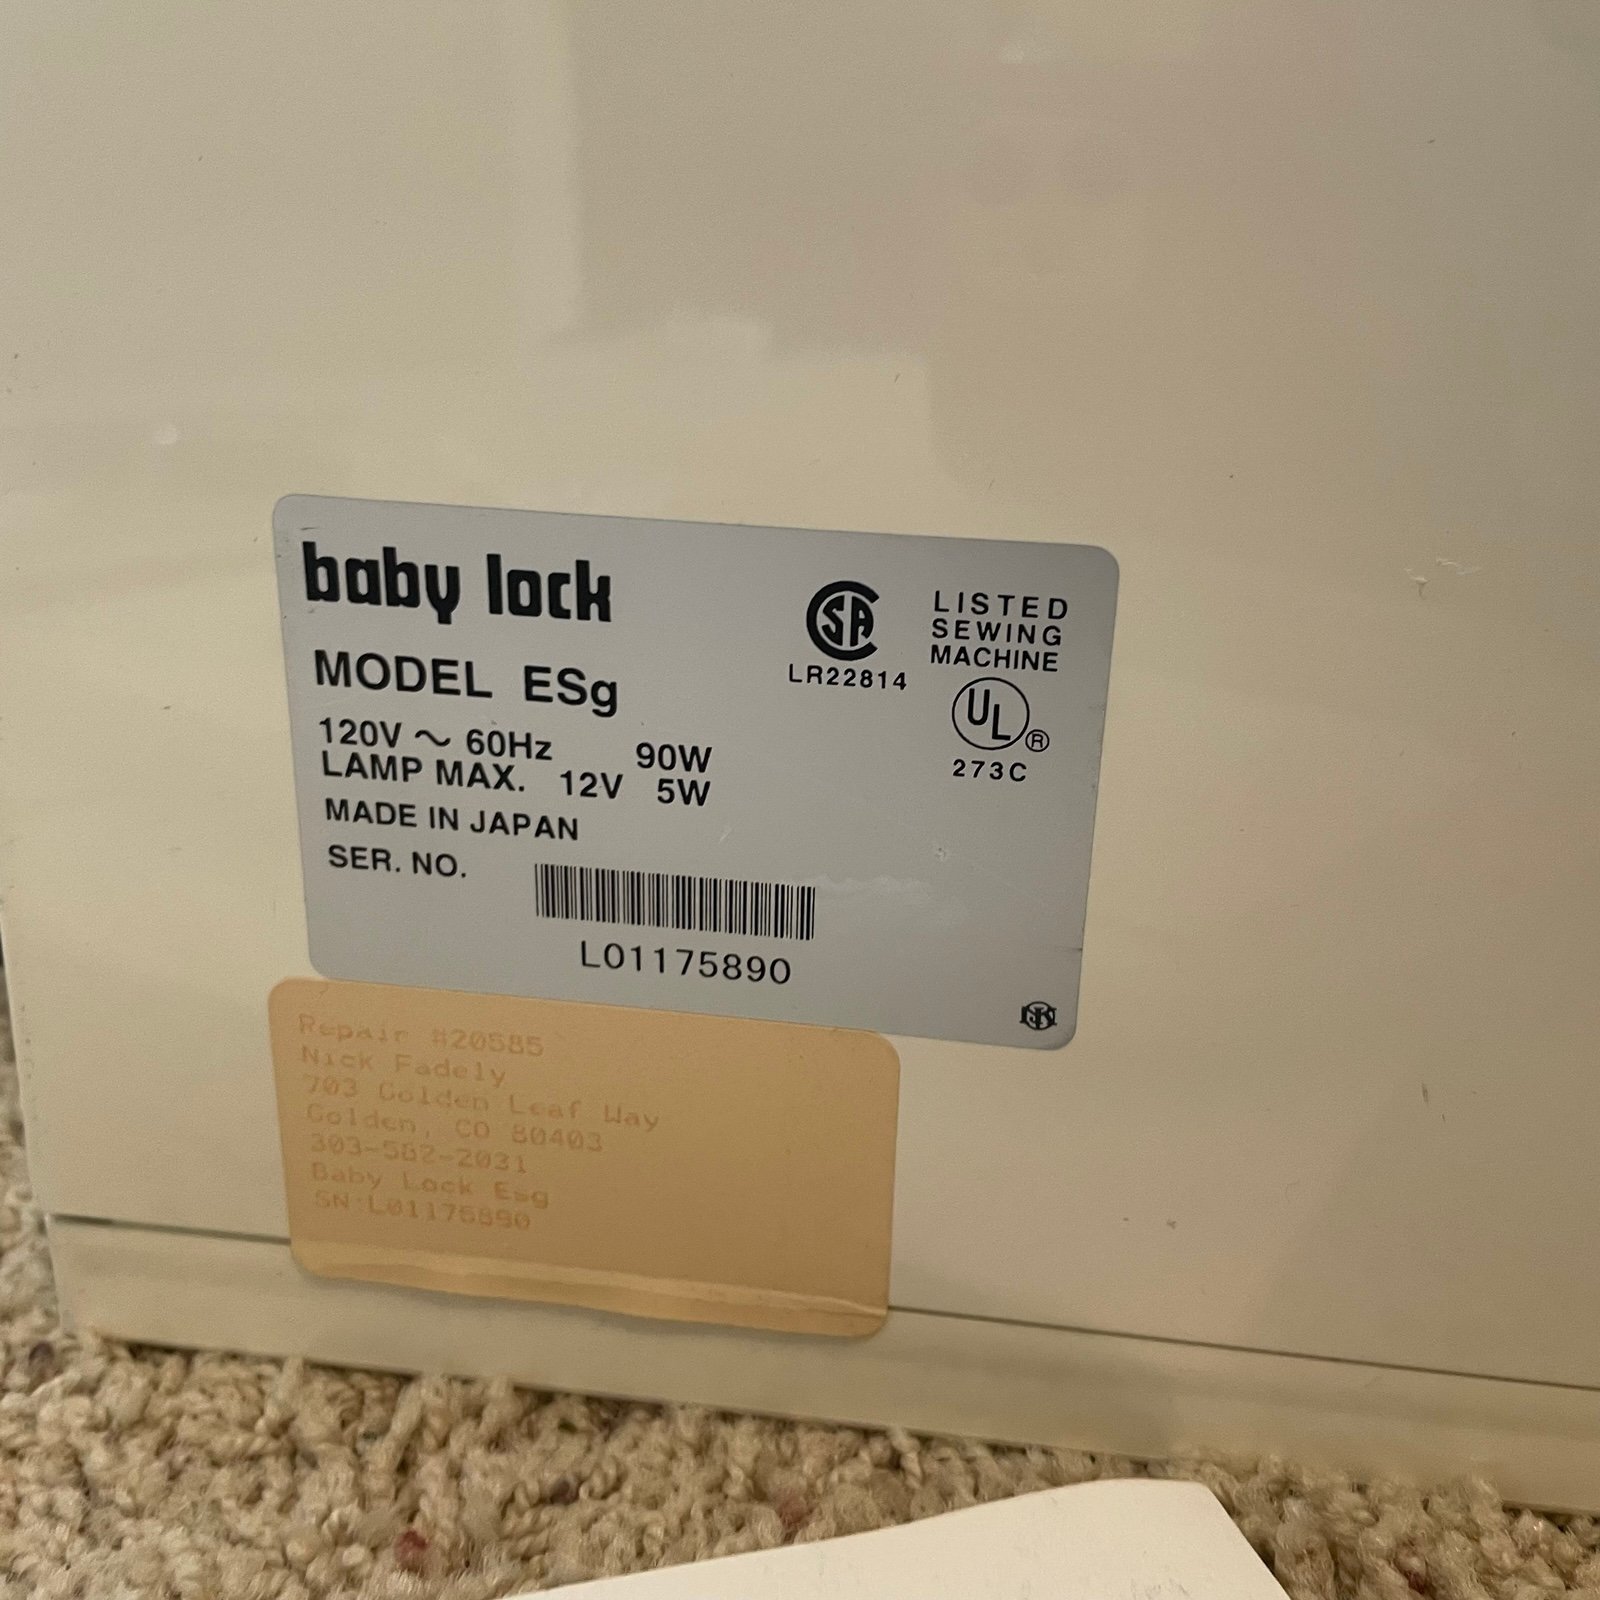 baby lock
MODEL ESg
120V ~ 60Hz 90W
LAMP MAX. 12V 5W
MADE IN JAPAN
SER. NO.
L01175890
CSA
LR22814
LISTED
SEWING
MACHINE
UL ®
273C
Repair #20585
Nick Fadely
703 Golden Leaf Way
Golden, CO 80403
303-582-2031
Baby Lock Esg
SN:L01175890